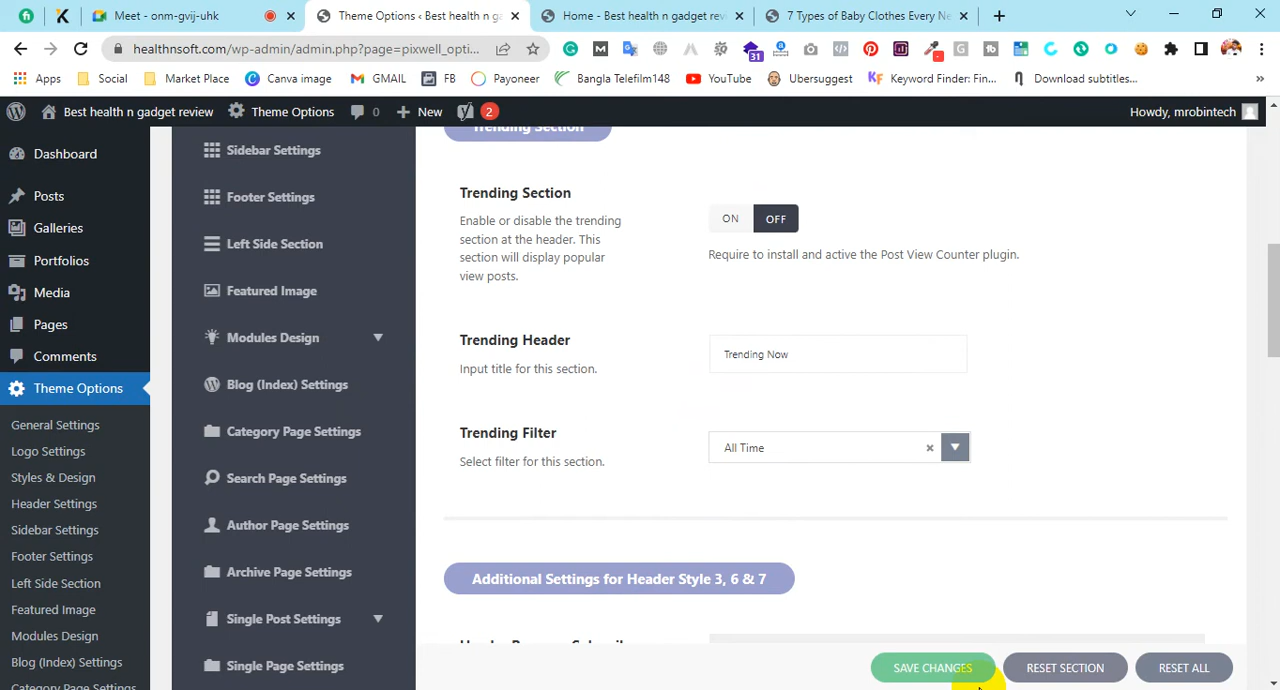 Meet - onm-gvij-uhk
Theme Options ‹ Best health n ga
Home - Best health n gadget revi
7 Types of Baby Clothes Every Ne
healthnsoft.com/wp-admin/admin.php?page=pixwell_opti...
31
Apps
Social
Market Place
Canva image
GMAIL
FB
Payoneer
Bangla Telefilm148
YouTube
Ubersuggest
Keyword Finder: Fin...
Download subtitles...
»
Best health n gadget review
Theme Options
0
New
2
Howdy, mrobintech
Dashboard
Posts
Galleries
Portfolios
Media
Pages
Comments
Theme Options
General Settings
Logo Settings
Styles & Design
Header Settings
Sidebar Settings
Footer Settings
Left Side Section
Featured Image
Modules Design
Blog (Index) Settings
Category Page Settings
Sidebar Settings
Footer Settings
Left Side Section
Featured Image
Modules Design
Blog (Index) Settings
Category Page Settings
Search Page Settings
Author Page Settings
Archive Page Settings
Single Post Settings
Single Page Settings
Trending Section
Trending Section
Enable or disable the trending
section at the header. This
section will display popular
view posts.
ON OFF
Require to install and active the Post View Counter plugin.
Trending Header
Input title for this section.
Trending Now
Trending Filter
Select filter for this section.
All Time
Additional Settings for Header Style 3, 6 & 7
SAVE CHANGES
RESET SECTION
RESET ALL